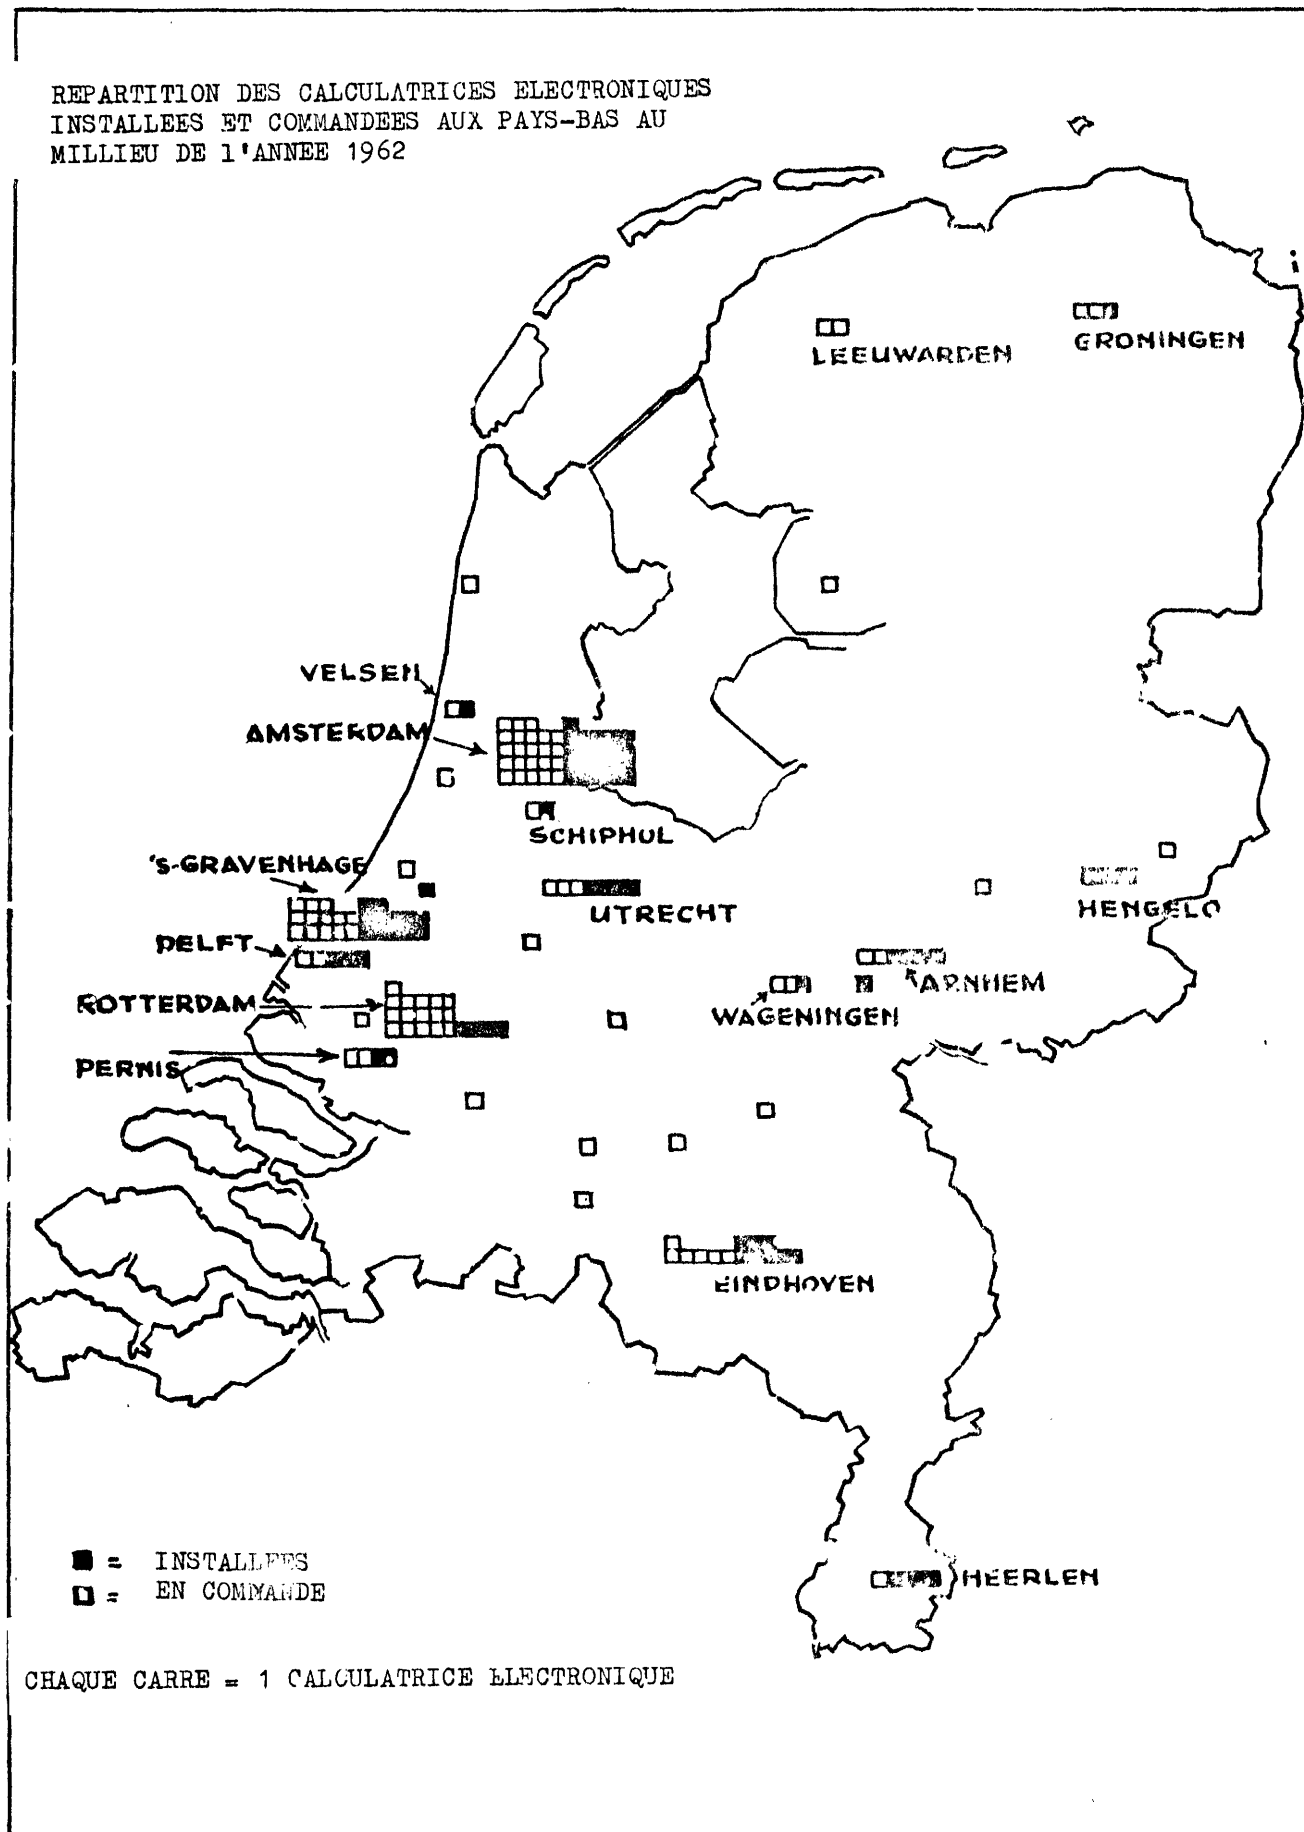 REPARTITION DES CALCULATRICES ELECTRONIQUES
INSTALLEES ET COMMANDEES AUX PAYS-BAS AU
MILLIEU DE l'ANNEE 1962
LEEUWARDEN
GRONINGEN
VELSEN
AMSTERDAM
SCHIPHOL
'S-GRAVENHAGE
HENGELO
UTRECHT
DELFT
ARNHEM
ROTTERDAM
WAGENINGEN
PERNIS
EINDHOVEN
■ = INSTALLEES
□ = EN COMMANDE
HEERLEN
CHAQUE CARRE = 1 CALCULATRICE ELECTRONIQUE